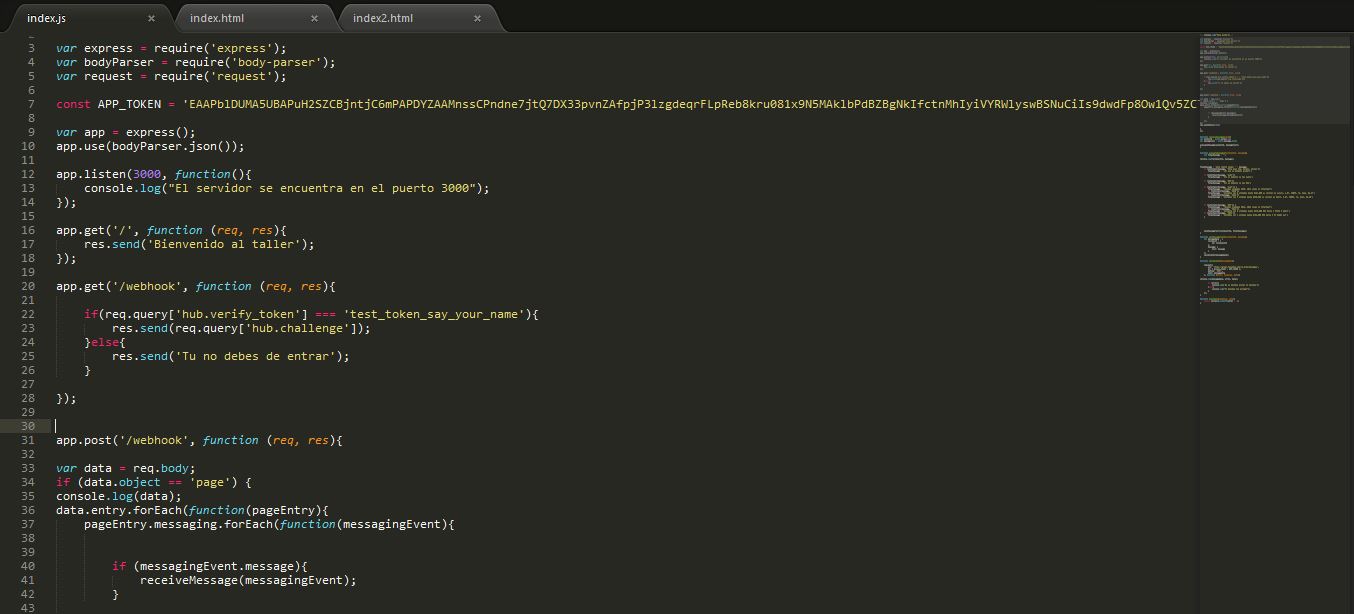 index.js × index.html × index2.html ×
3 var express = require('express');
4 var bodyParser = require('body-parser');
5 var request = require('request');
6
7 const APP_TOKEN =
8
9 var app = express();
10 app.use(bodyParser.json());
11
12 app.listen(3000, function(){
13 console.log("El servidor se encuentra en el puerto 3000");
14 });
15
16 app.get('/', function (req, res){
17 res.send('Bienvenido al taller');
18 });
19
20 app.get('/webhook', function (req, res){
21
22 if(req.query['hub.verify_token'] === 'test_token_say_your_name'){
23 res.send(req.query['hub.challenge']);
24 }else{
25 res.send('Tu no debes de entrar');
26 }
27
28 });
29
30
31 app.post('/webhook', function (req, res){
32
33 var data = req.body;
34 if (data.object == 'page') {
35 console.log(data);
36 data.entry.forEach(function(pageEntry){
37 pageEntry.messaging.forEach(function(messagingEvent){
38
39
40 if (messagingEvent.message){
41 receiveMessage(messagingEvent);
42 }
43